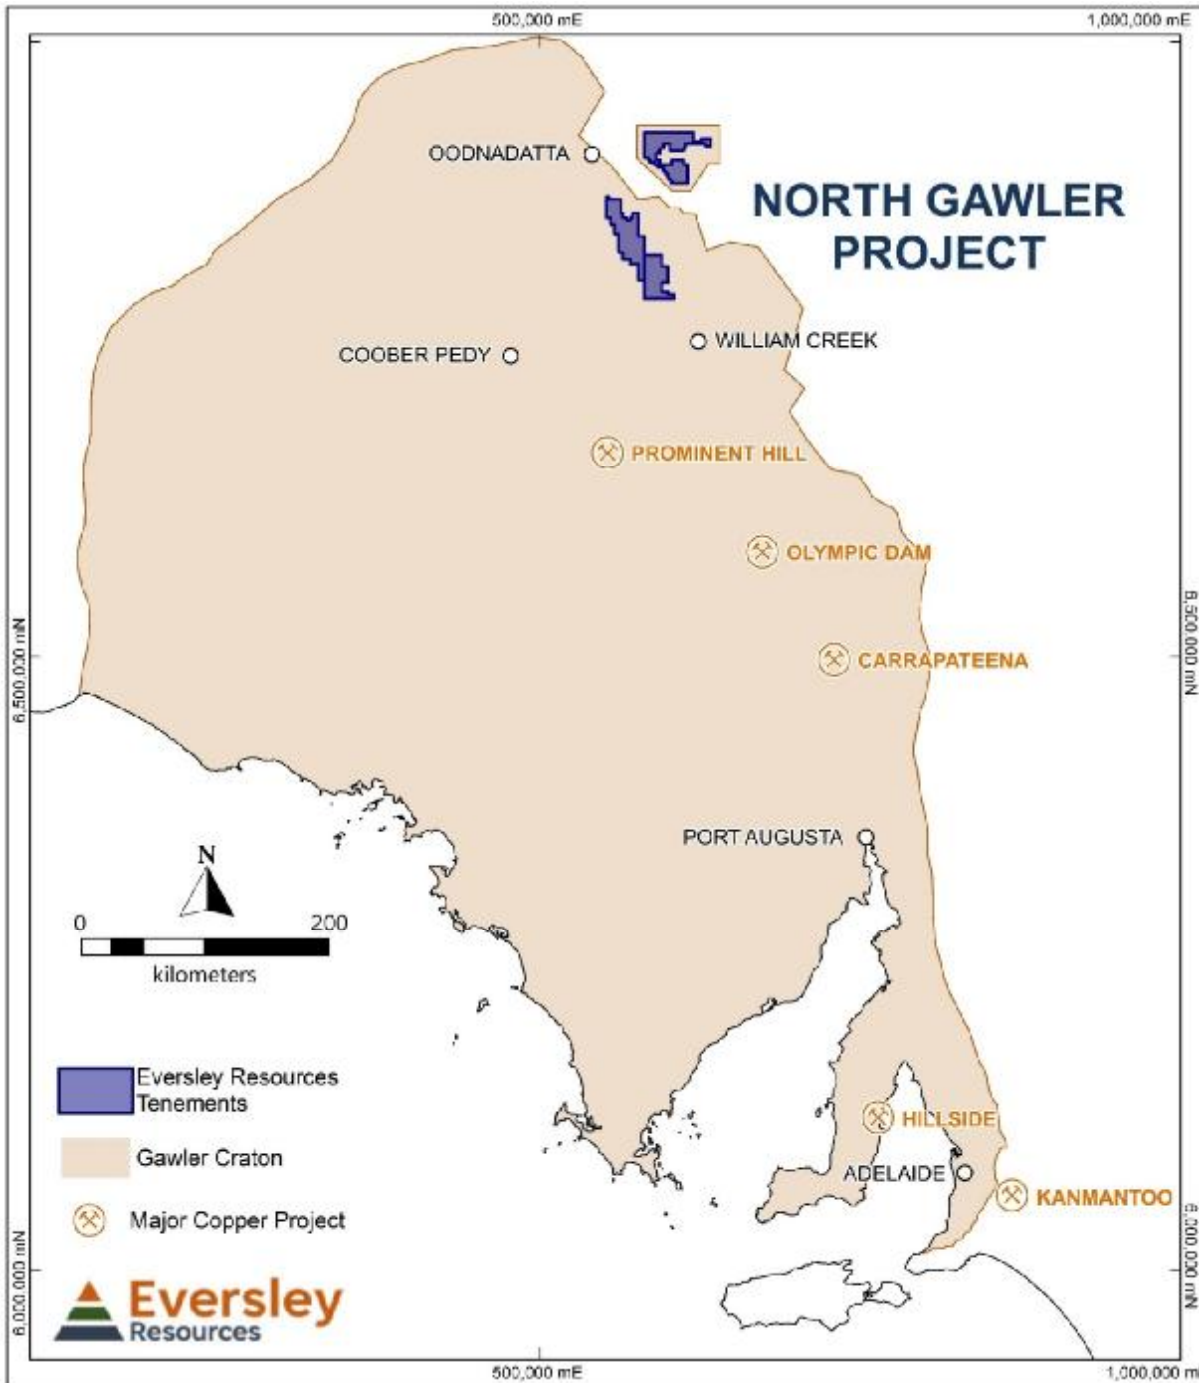 500,000 mE
1,000,000 mE
OODNADATTA
NORTH GAWLER
PROJECT
WILLIAM CREEK
COOBER PEDY
PROMINENT HILL
OLYMPIC DAM
6,500,000 mN
6,500,000 mN
CARRAPATEENA
PORT AUGUSTA
N
0
200
kilometers
Eversley Resources
Tenements
Gawler Craton
Major Copper Project
HILLSIDE
ADELAIDE
KANMANTOO
6,000,000 mN
6,000,000 mN
Eversley
Resources
500,000 mE
1,000,000 mE